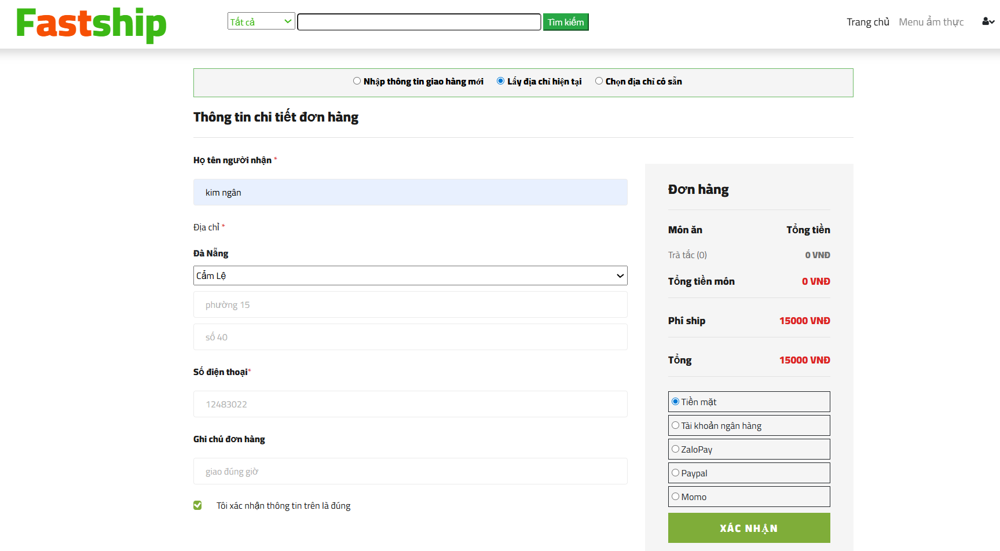 Fastship
Tất cả
Tìm kiếm
Trang chủ
Menu ẩm thực
Nhập thông tin giao hàng mới
Lấy địa chỉ hiện tại
Chọn địa chỉ có sẵn
Thông tin chi tiết đơn hàng
Họ tên người nhận *
kim ngân
Địa chỉ *
Đà Nẵng
Cẩm Lệ
phường 15
số 40
Số điện thoại*
12483022
Ghi chú đơn hàng
giao đúng giờ
Tôi xác nhận thông tin trên là đúng
Đơn hàng
Món ăn Tổng tiền
Trà tắc (0) 0 VNĐ
Tổng tiền món 0 VNĐ
Phí ship 15000 VNĐ
Tổng 15000 VNĐ
Tiền mặt
Tài khoản ngân hàng
ZaloPay
Paypal
Momo
XÁC NHẬN